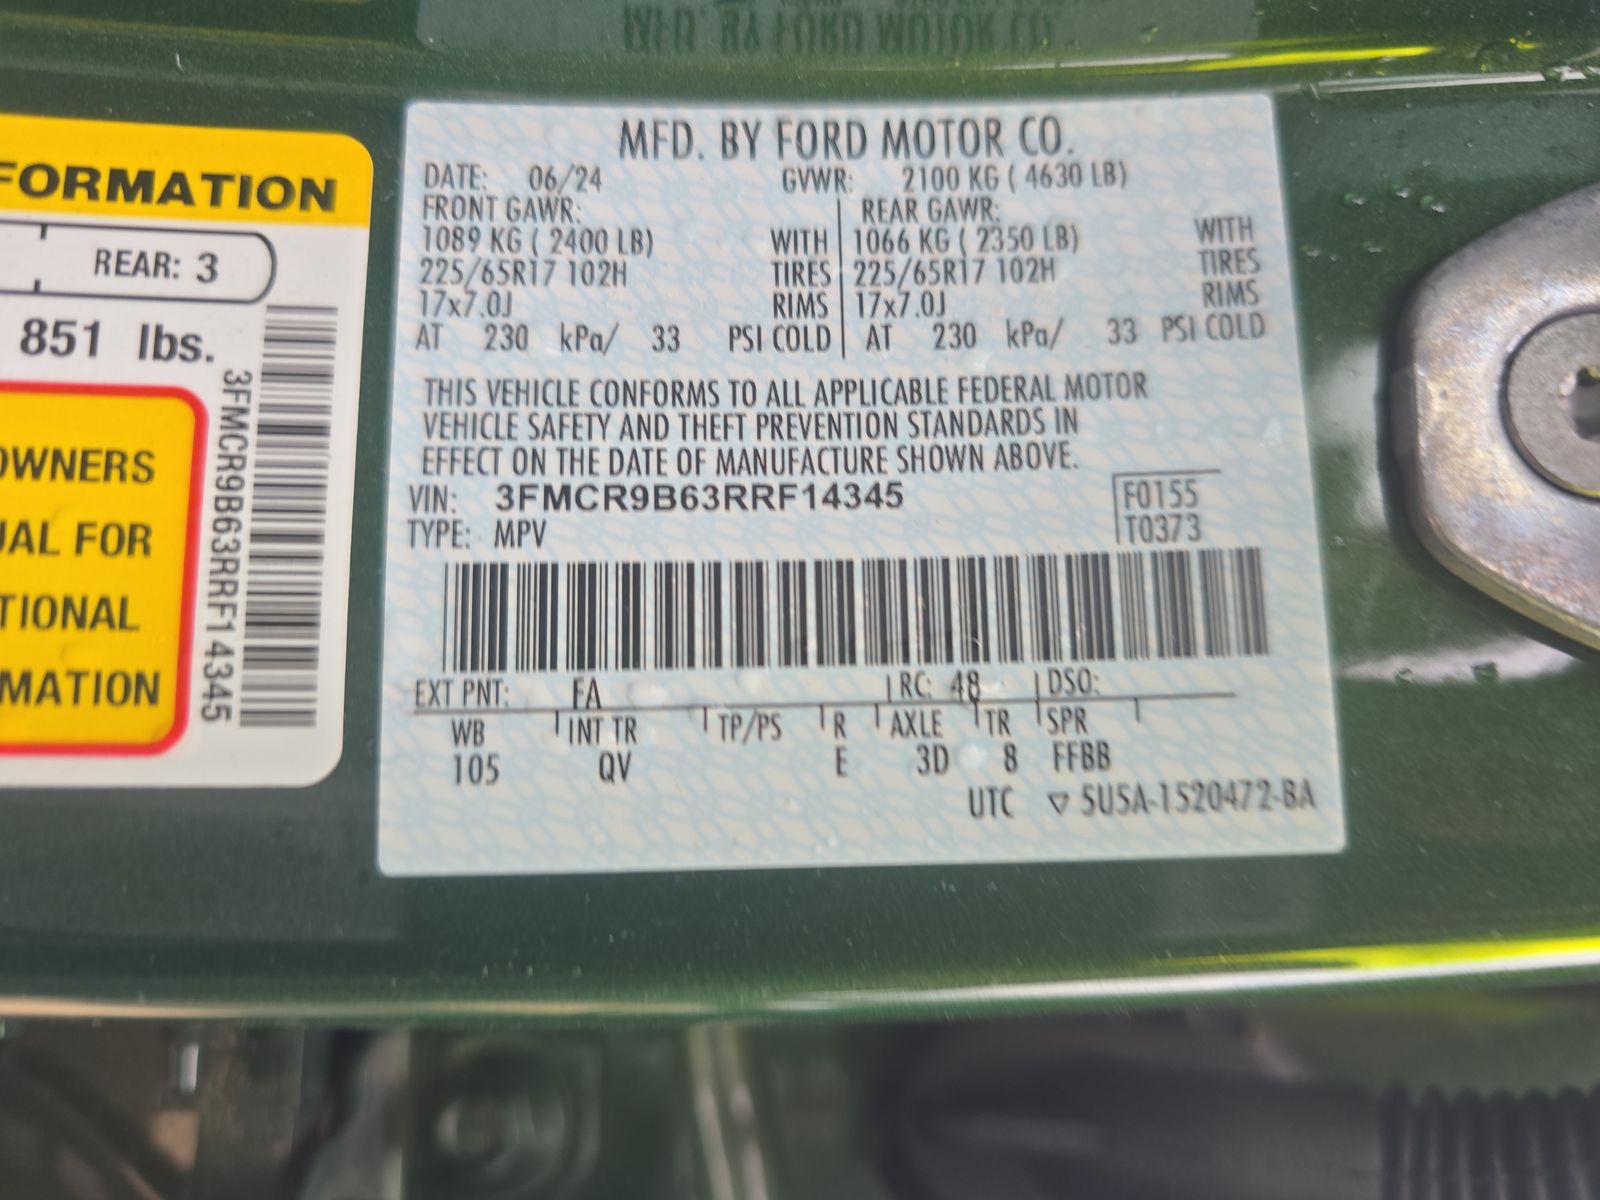 MFD. BY FORD MOTOR CO.
FORMATION
REAR: 3
851 lbs.
3FMCR9B63RRF14345
OWNERS
UAL FOR
TIONAL
MATION
MFD. BY FORD MOTOR CO.
DATE: 06/24 GVWR: 2100 KG ( 4630 LB)
FRONT GAWR: REAR GAWR:
1089 KG ( 2400 LB) WITH 1066 KG ( 2350 LB) WITH
225/65R17 102H TIRES 225/65R17 102H TIRES
17x7.0J RIMS 17x7.0J RIMS
AT 230 kPa/ 33 PSI COLD AT 230 kPa/ 33 PSI COLD
THIS VEHICLE CONFORMS TO ALL APPLICABLE FEDERAL MOTOR
VEHICLE SAFETY AND THEFT PREVENTION STANDARDS IN
EFFECT ON THE DATE OF MANUFACTURE SHOWN ABOVE.
VIN: 3FMCR9B63RRF14345 F0155
TYPE: MPV T0373
EXT PNT: FA RC: 48 DSO:
WB INT TR TP/PS R AXLE TR SPR
105 QV E 3D 8 FFBB
UTC ▽ 5U5A-1520472-BA